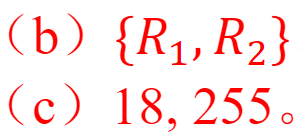 （b）{R₁, R₂}
（c）18, 255。